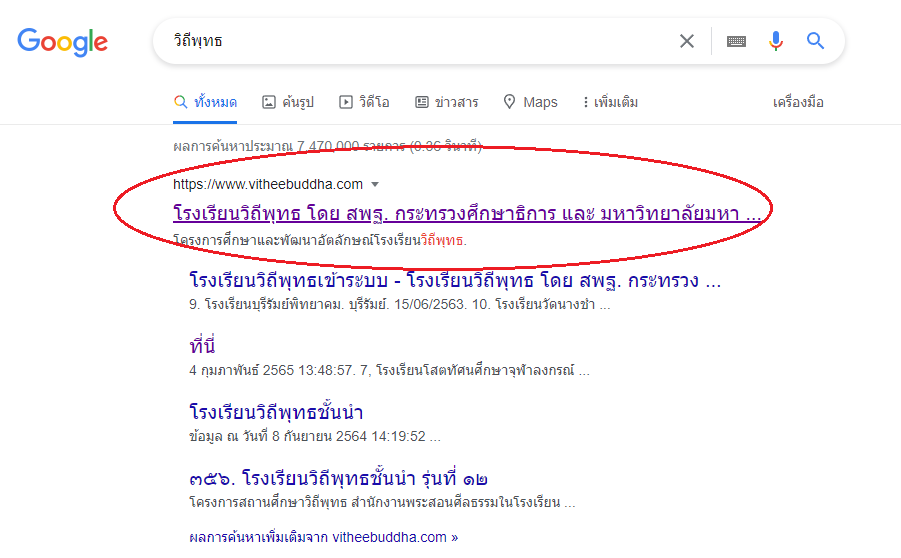 Google
วิถีพุทธ
ทั้งหมด ค้นรูป วิดีโอ ข่าวสาร Maps เพิ่มเติม เครื่องมือ
ผลการค้นหาประมาณ 7,470,000 รายการ (0.36 วินาที)
https://www.vitheebuddha.com
โรงเรียนวิถีพุทธ โดย สพฐ. กระทรวงศึกษาธิการ และ มหาวิทยาลัยมหา ...
โครงการศึกษาและพัฒนาอัตลักษณ์โรงเรียนวิถีพุทธ.
โรงเรียนวิถีพุทธเข้าระบบ - โรงเรียนวิถีพุทธ โดย สพฐ. กระทรวง ...
9. โรงเรียนบุรีรัมย์พิทยาคม. บุรีรัมย์. 15/06/2563. 10. โรงเรียนวัดนางชำ ...
ที่นี่
4 กุมภาพันธ์ 2565 13:48:57. 7, โรงเรียนโสตทัศนศึกษาจุฬาลงกรณ์ ...
โรงเรียนวิถีพุทธชั้นนำ
ข้อมูล ณ วันที่ 8 กันยายน 2564 14:19:52 ...
๓๕๖. โรงเรียนวิถีพุทธชั้นนำ รุ่นที่ ๑๒
โครงการสถานศึกษาวิถีพุทธ สำนักงานพระสอนศีลธรรมในโรงเรียน ...
ผลการค้นหาเพิ่มเติมจาก vitheebuddha.com »